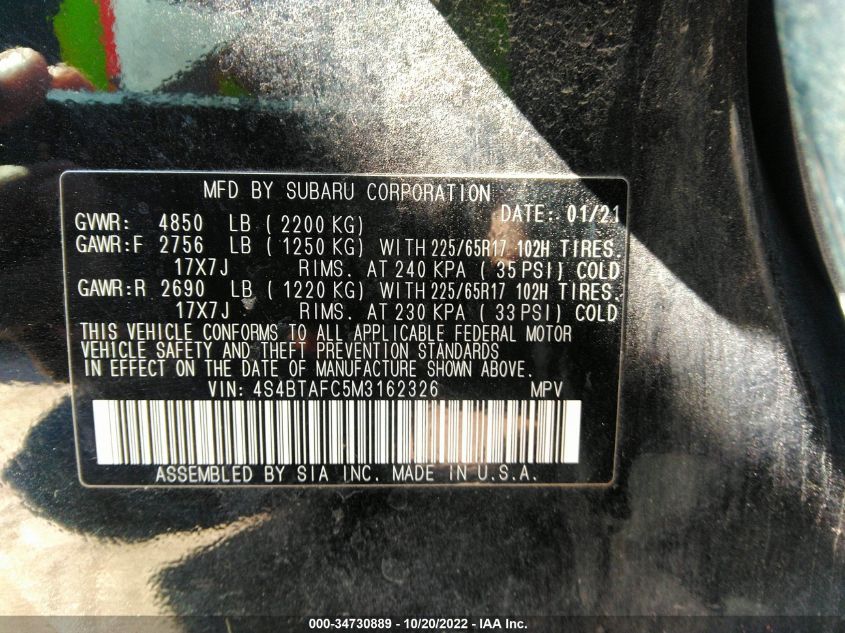 MFD BY SUBARU CORPORATION
GVWR: 4850 LB ( 2200 KG) DATE: 01/21
GAWR:F 2756 LB ( 1250 KG) WITH 225/65R17 102H TIRES.
17X7J RIMS. AT 240 KPA ( 35 PSI) COLD
GAWR:R 2690 LB ( 1220 KG) WITH 225/65R17 102H TIRES.
17X7J RIMS. AT 230 KPA ( 33 PSI) COLD
THIS VEHICLE CONFORMS TO ALL APPLICABLE FEDERAL MOTOR
VEHICLE SAFETY AND THEFT PREVENTION STANDARDS
IN EFFECT ON THE DATE OF MANUFACTURE SHOWN ABOVE.
VIN: 4S4BTAFC5M3162326 MPV
ASSEMBLED BY SIA INC. MADE IN U.S.A.
000-34730889 - 10/20/2022 - IAA Inc.